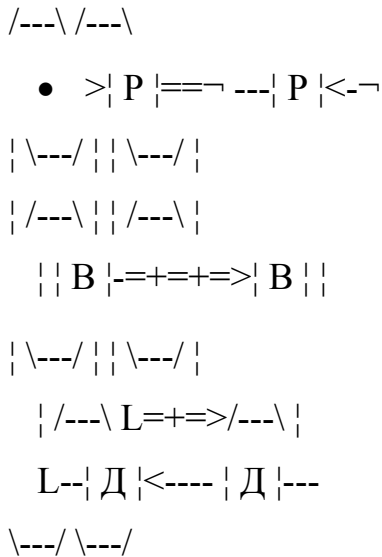 /---\ /---\
• >¦ Р ¦==¬ ---¦ Р ¦<-¬
¦ \---/ ¦ ¦ \---/ ¦
¦ /---\ ¦ ¦ /---\ ¦
¦ ¦ В ¦-=+=+=>¦ В ¦ ¦
¦ \---/ ¦ ¦ \---/ ¦
¦ /---\ L=+=>/---\ ¦
L--¦ Д ¦<---- ¦ Д ¦---
\---/ \---/